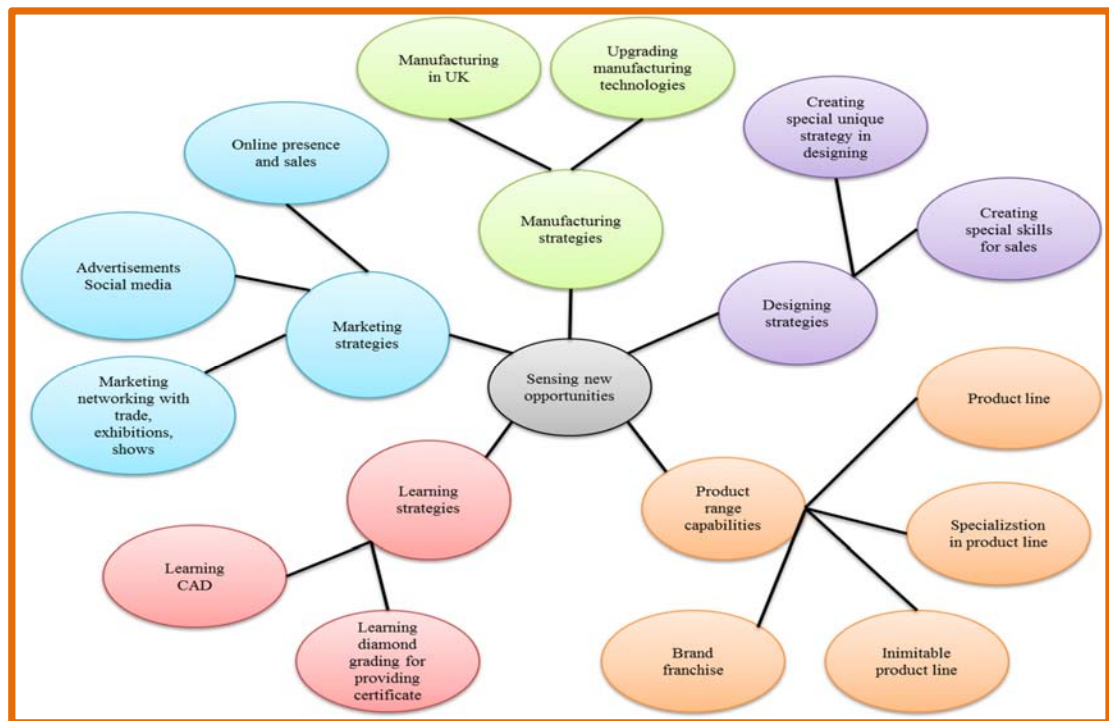 Manufacturing
in UK
Upgrading
manufacturing
technologies
Creating
special unique
strategy in
designing
Online presence
and sales
Manufacturing
strategies
Creating
special skills
for sales
Advertisements
Social media
Marketing
strategies
Designing
strategies
Sensing new
opportunities
Marketing
networking with
trade,
exhibitions,
shows
Product line
Learning
strategies
Product
range
capabilities
Specializstion
in product line
Learning
CAD
Learning
diamond
grading for
providing
certificate
Brand
franchise
Inimitable
product line